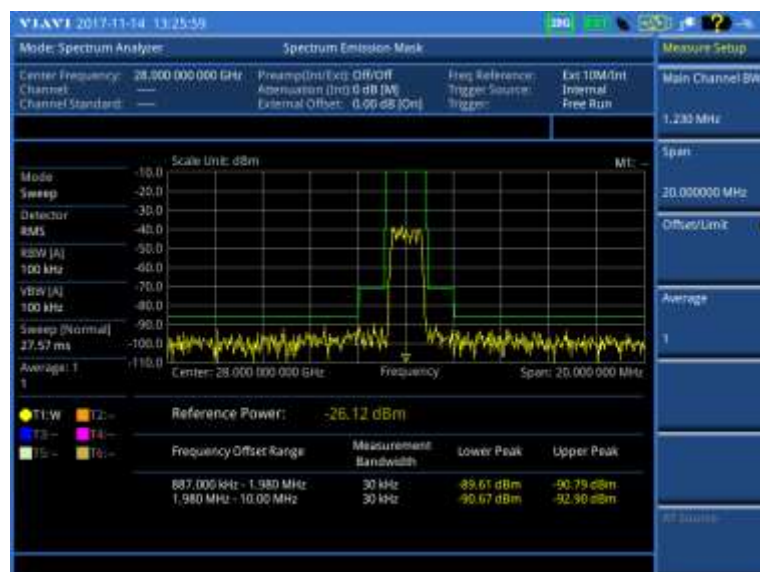 VIAVI 2017-11-14 13:25:59
Mode: Spectrum Analyzer
Spectrum Emission Mask
Measure Setup
Center Frequency: 28.000 000 000 GHz
Channel: ----
Channel Standard: ----
Preamp(Int/Ext): Off/Off
Attenuation (Int): 0 dB [M]
External Offset: 0.00 dB [On]
Freq Reference: Ext 10M/Int
Trigger Source: Internal
Trigger: Free Run
Main Channel BW
1.230 MHz
Span
20.000000 MHz
Offset/Limit
Average
1
Scale Unit: dBm
M1: --
Mode
Sweep
Detector
RMS
RBW [A]
100 kHz
VBW [A]
100 kHz
Sweep [Normal]
27.57 ms
Average: 1
1
-10.0
-20.0
-30.0
-40.0
-50.0
-60.0
-70.0
-80.0
-90.0
-100.0
-110.0
Center: 28.000 000 000 GHz
Frequency
Span: 20.000 000 MHz
T1:W
T2:--
T3:--
T4:--
T5:--
T6:--
Reference Power: -26.12 dBm
Frequency Offset Range
Measurement Bandwidth
Lower Peak
Upper Peak
887.000 kHz - 1.980 MHz 30 kHz -89.61 dBm -90.79 dBm
1.980 MHz - 10.00 MHz 30 kHz -90.67 dBm -92.90 dBm